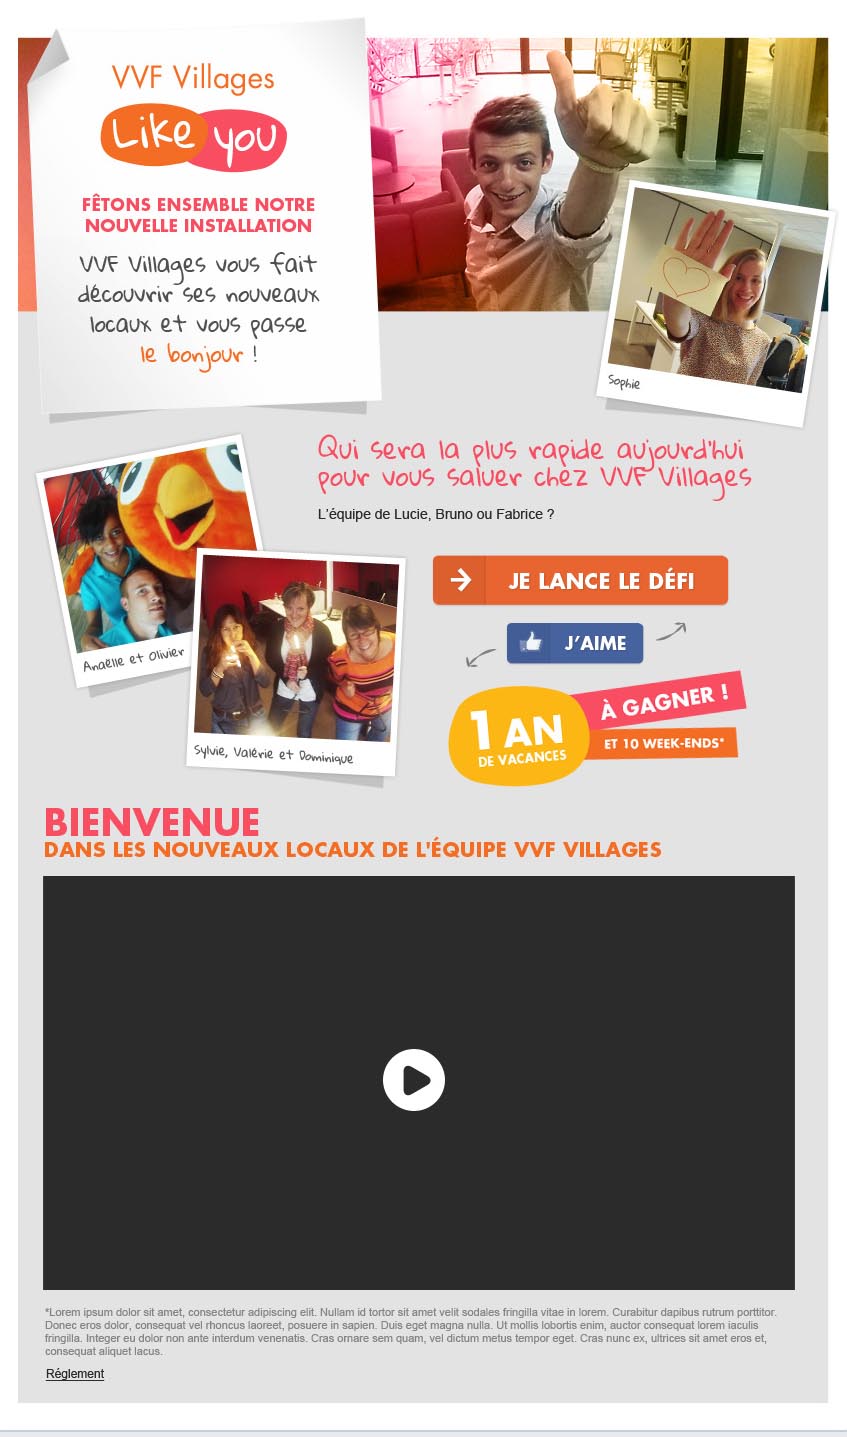 VVF Villages
Like you
FÊTONS ENSEMBLE NOTRE
NOUVELLE INSTALLATION
VVF Villages vous fait
découvrir ses nouveaux
locaux et vous passe
le bonjour !
Sophie
Qui sera la plus rapide aujourd'hui
pour vous saluer chez VVF Villages
L'équipe de Lucie, Bruno ou Fabrice ?
Anaëlle et Olivier
Sylvie, Valérie et Dominique
JE LANCE LE DÉFI
J'AIME
1 AN
DE VACANCES
À GAGNER !
ET 10 WEEK-ENDS*
BIENVENUE
DANS LES NOUVEAUX LOCAUX DE L'ÉQUIPE VVF VILLAGES
*Lorem ipsum dolor sit amet, consectetur adipiscing elit. Nullam id tortor sit amet velit sodales fringilla vitae in lorem. Curabitur dapibus rutrum porttitor.
Donec eros dolor, consequat vel rhoncus laoreet, posuere in sapien. Duis eget magna nulla. Ut mollis lobortis enim, auctor consequat lorem iaculis
fringilla. Integer eu dolor non ante interdum venenatis. Cras ornare sem quam, vel dictum metus tempor eget. Cras nunc ex, ultrices sit amet eros et,
consequat aliquet lacus.
Réglement